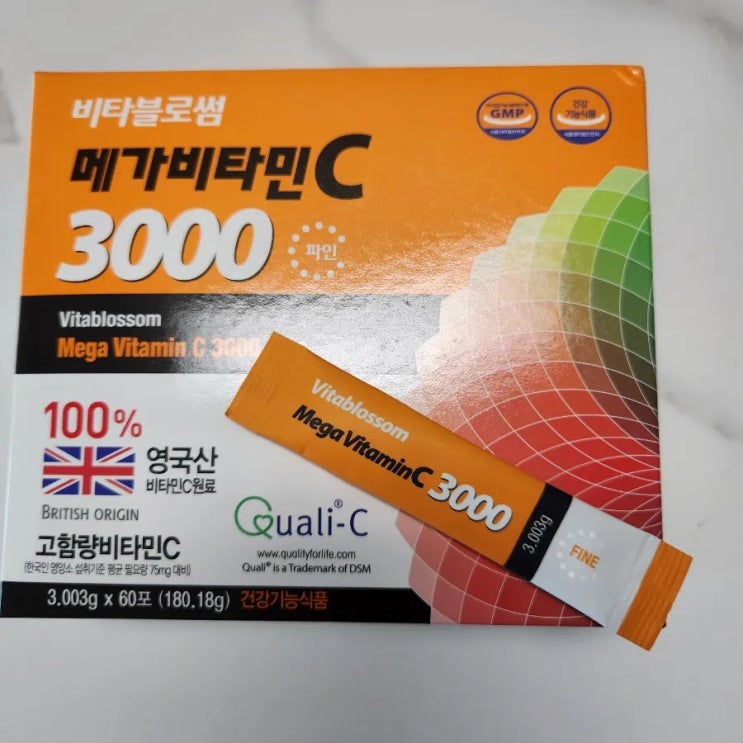 비타블로썸
메가비타민C
3000
파인
GMP
건강
기능식품
Vitablossom
Mega Vitamin C 3000
100%
영국산
비타민C원료
BRITISH ORIGIN
Quali-C®
www.qualityforlife.com
Quali® is a Trademark of DSM
고함량비타민C
(한국인 영양소 섭취기준 평균 필요량 75mg 대비)
3.003g x 60포 (180.18g) 건강기능식품
Vitablossom
Mega Vitamin C 3000
3.003g
FINE